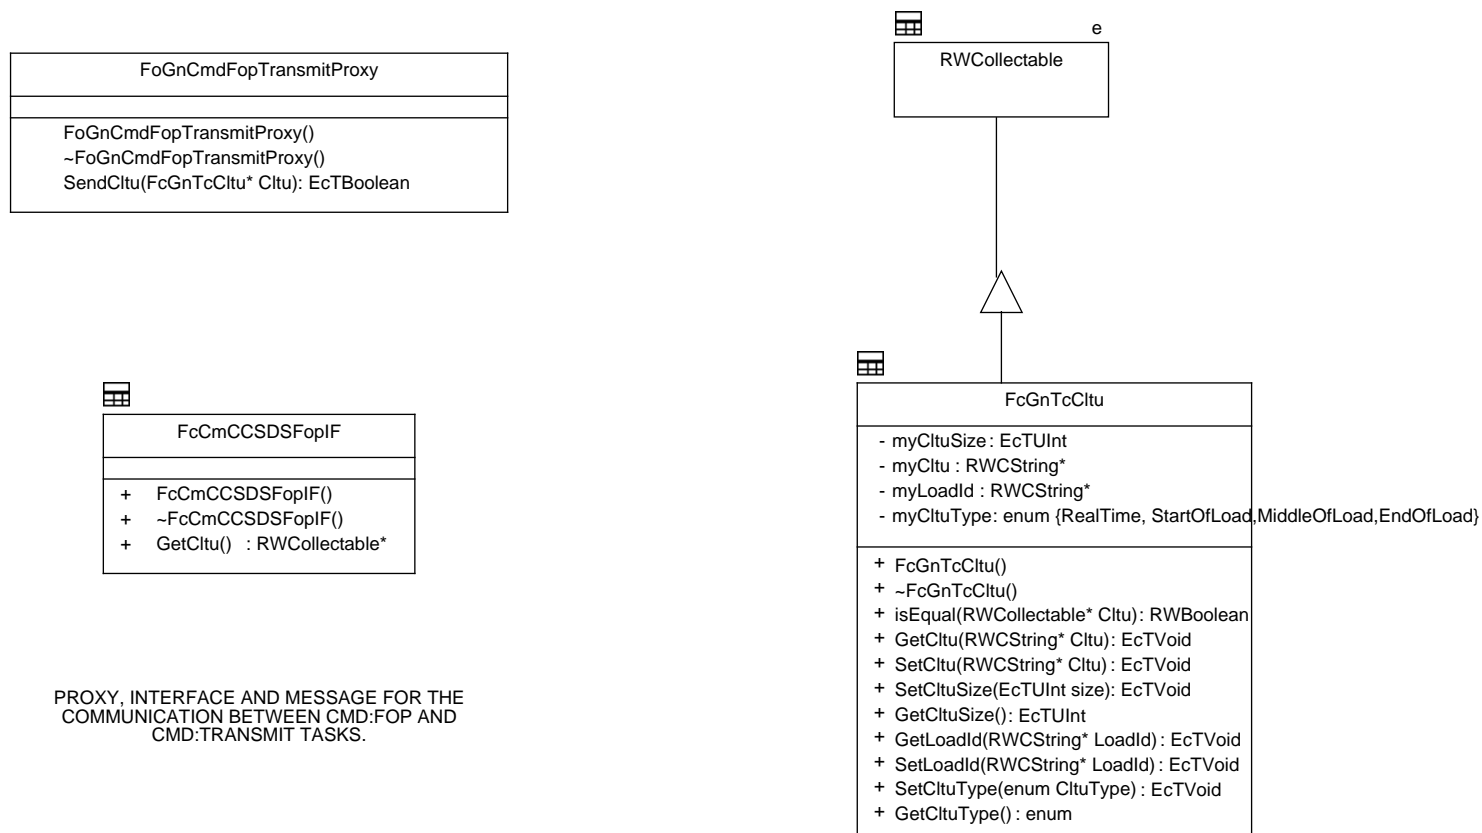 FoGnCmdFopTransmitProxy
FoGnCmdFopTransmitProxy()
~FoGnCmdFopTransmitProxy()
SendCltu(FcGnTcCltu* Cltu): EcTBoolean
e
RWCollectable
FcCmCCSDSFopIF
+ FcCmCCSDSFopIF()
+ ~FcCmCCSDSFopIF()
+ GetCltu() : RWCollectable*
PROXY, INTERFACE AND MESSAGE FOR THE
COMMUNICATION BETWEEN CMD:FOP AND
CMD:TRANSMIT TASKS.
FcGnTcCltu
- myCltuSize : EcTUInt
- myCltu : RWCString*
- myLoadId : RWCString*
- myCltuType: enum {RealTime, StartOfLoad,MiddleOfLoad,EndOfLoad}
+ FcGnTcCltu()
+ ~FcGnTcCltu()
+ isEqual(RWCollectable* Cltu): RWBoolean
+ GetCltu(RWCString* Cltu): EcTVoid
+ SetCltu(RWCString* Cltu) : EcTVoid
+ SetCltuSize(EcTUInt size): EcTVoid
+ GetCltuSize(): EcTUInt
+ GetLoadId(RWCString* LoadId) : EcTVoid
+ SetLoadId(RWCString* LoadId) : EcTVoid
+ SetCltuType(enum CltuType) : EcTVoid
+ GetCltuType() : enum